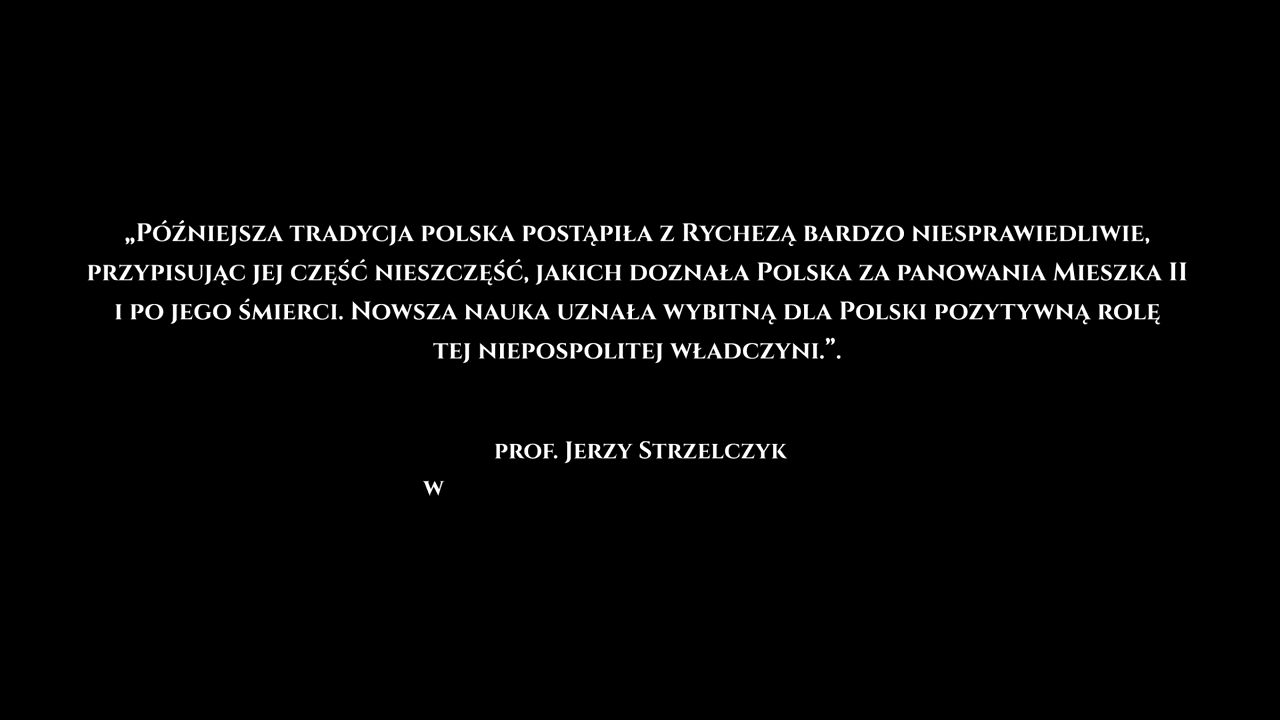 „Późniejsza tradycja polska postąpiła z Rychezą bardzo niesprawiedliwie,
przypisując jej część nieszczęść, jakich doznała Polska za panowania Mieszka II
i po jego śmierci. Nowsza nauka uznała wybitną dla Polski pozytywną rolę
tej niepospolitej władczyni.”.
prof. Jerzy Strzelczyk
w